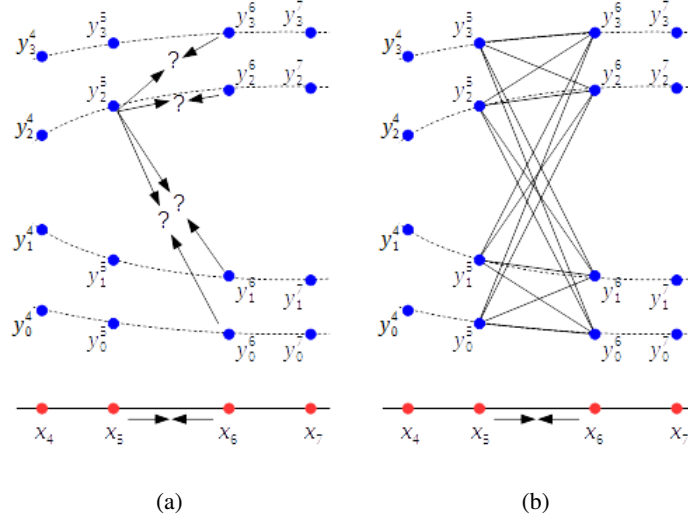 y_3^4 y_3^5 y_3^6 y_3^7
?
y_2^4 y_2^5 y_2^6 y_2^7
?
?
?
y_1^4 y_1^5 y_1^6 y_1^7
y_0^4 y_0^5 y_0^6 y_0^7
x_4 x_5 x_6 x_7
(a)
y_3^4 y_3^5 y_3^6 y_3^7
y_2^4 y_2^5 y_2^6 y_2^7
y_1^4 y_1^5 y_1^6 y_1^7
y_0^4 y_0^5 y_0^6 y_0^7
x_4 x_5 x_6 x_7
(b)